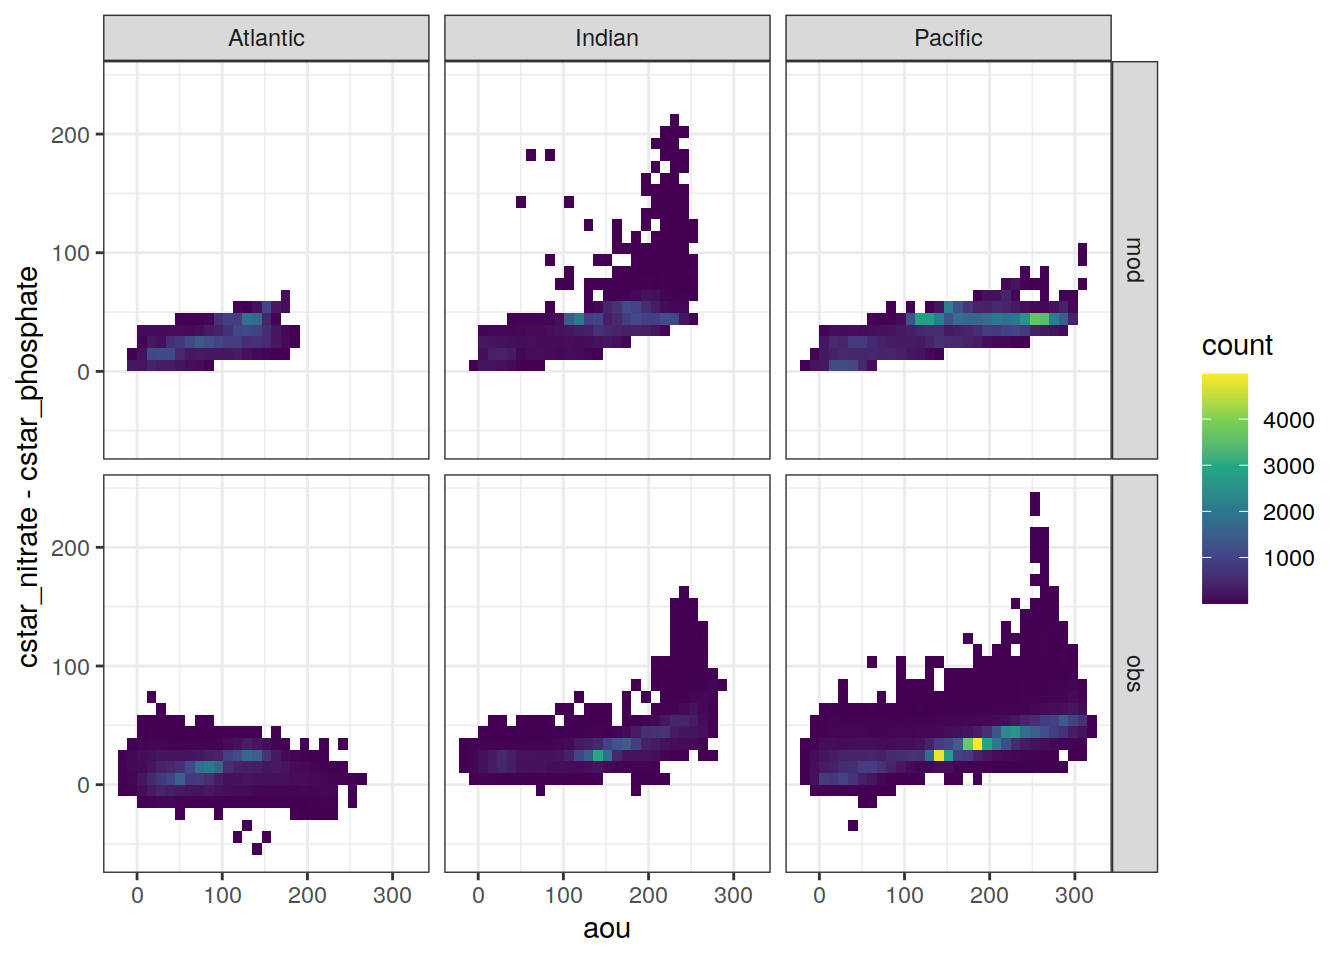 Atlantic Indian Pacific
200
100
0
mod
200
100
0
obs
0 100 200 300 0 100 200 300 0 100 200 300
aou
cstar_nitrate - cstar_phosphate
count
4000
3000
2000
1000